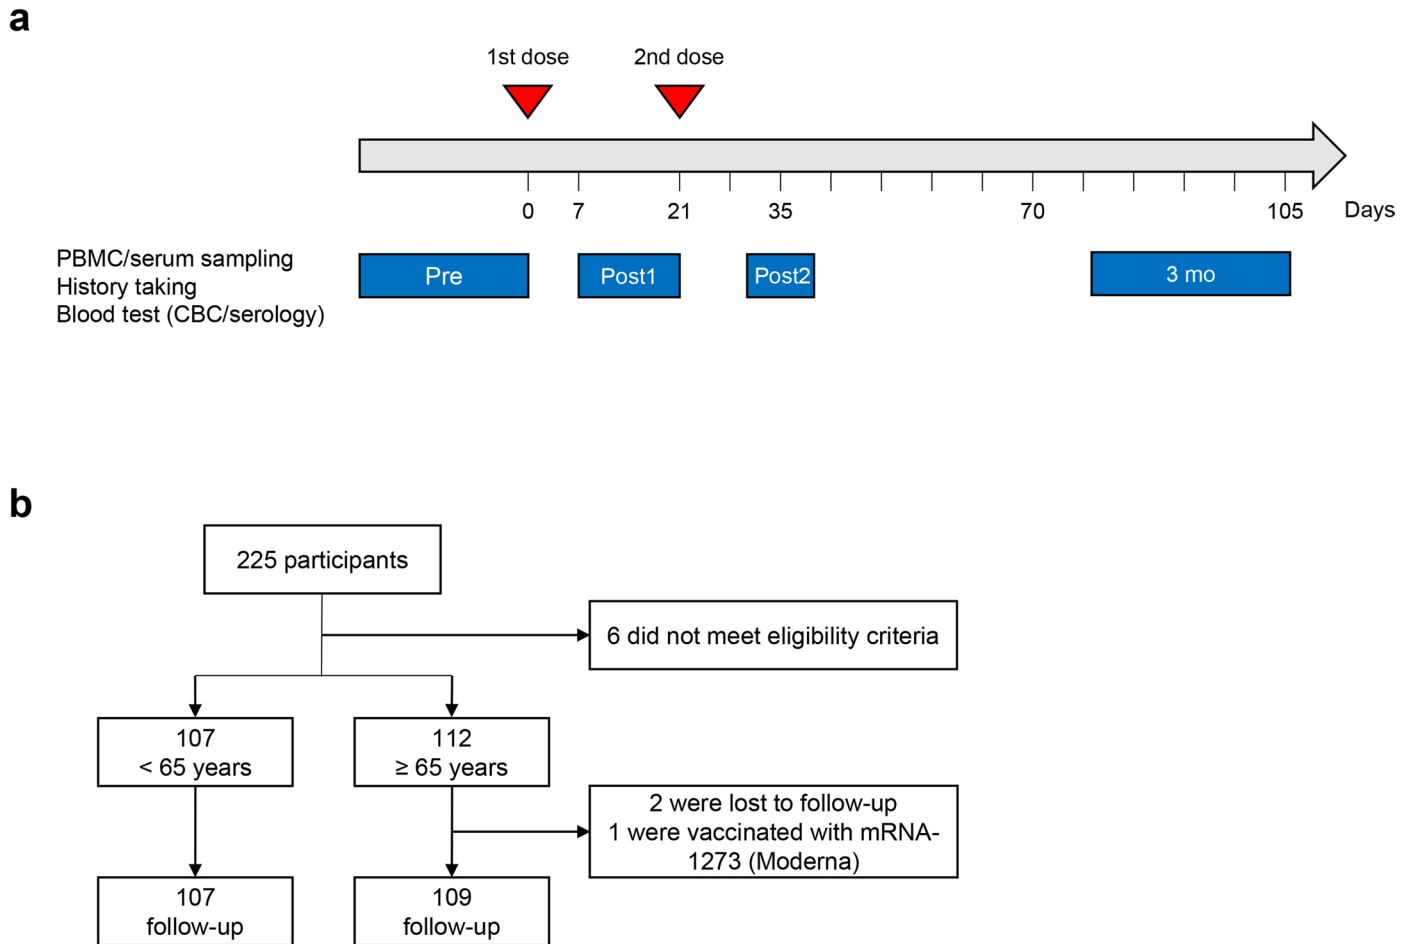 a
1st dose 2nd dose
0 7 21 35 70 105 Days
PBMC/serum sampling
History taking
Blood test (CBC/serology)
Pre Post1 Post2 3 mo
b
225 participants
6 did not meet eligibility criteria
107
< 65 years
112
≥ 65 years
2 were lost to follow-up
1 were vaccinated with mRNA-
1273 (Moderna)
107
follow-up
109
follow-up